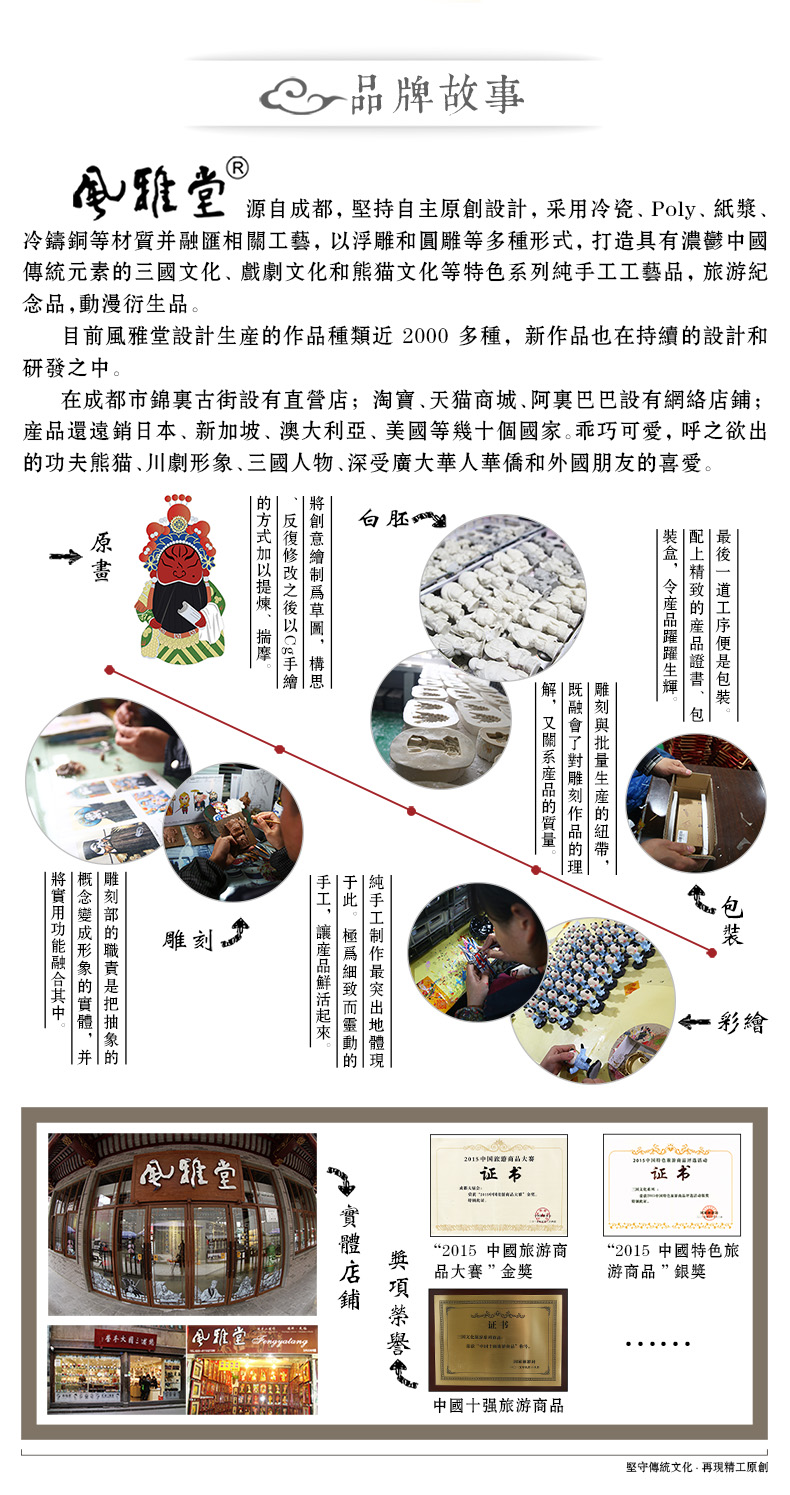 品牌故事
風雅堂® 源自成都，堅持自主原創設計，采用冷瓷、Poly、紙漿、
冷鑄銅等材質并融匯相關工藝，以浮雕和圓雕等多種形式，打造具有濃鬱中國
傳統元素的三國文化、戲劇文化和熊猫文化等特色系列純手工工藝品，旅游紀
念品，動漫衍生品。
目前風雅堂設計生産的作品種類近 2000 多種，新作品也在持續的設計和
研發之中。
在成都市錦裏古街設有直營店；淘寶、天猫商城、阿裏巴巴設有網絡店鋪；
産品還遠銷日本、新加坡、澳大利亞、美國等幾十個國家。乖巧可愛，呼之欲出
的功夫熊猫、川劇形象、三國人物、深受廣大華人華僑和外國朋友的喜愛。
原畫
將創意繪制爲草圖，構思
、反復修改之後以Cg手繪
的方式加以提煉、揣摩。
白胚
雕刻與批量生産的紐帶，
既融會了對雕刻作品的理
解，又關系産品的質量。
最後一道工序便是包裝。
配上精致的産品證書、包
裝盒，令産品躍躍生輝。
包裝
雕刻
雕刻部的職責是把抽象的
概念變成形象的實體，并
將實用功能融合其中。
純手工制作最突出地體現
于此。極爲細致而靈動的
手工，讓産品鮮活起來。
彩繪
風雅堂
風雅堂
Fengyatang
實體店鋪
獎項榮譽
2015中国旅游商品大赛
证书
“2015 中國旅游商
品大賽”金獎
2015中国特色旅游商品评选活动
证书
“2015 中國特色旅
游商品”銀獎
证书
中國十强旅游商品
······
堅守傳統文化 · 再現精工原創